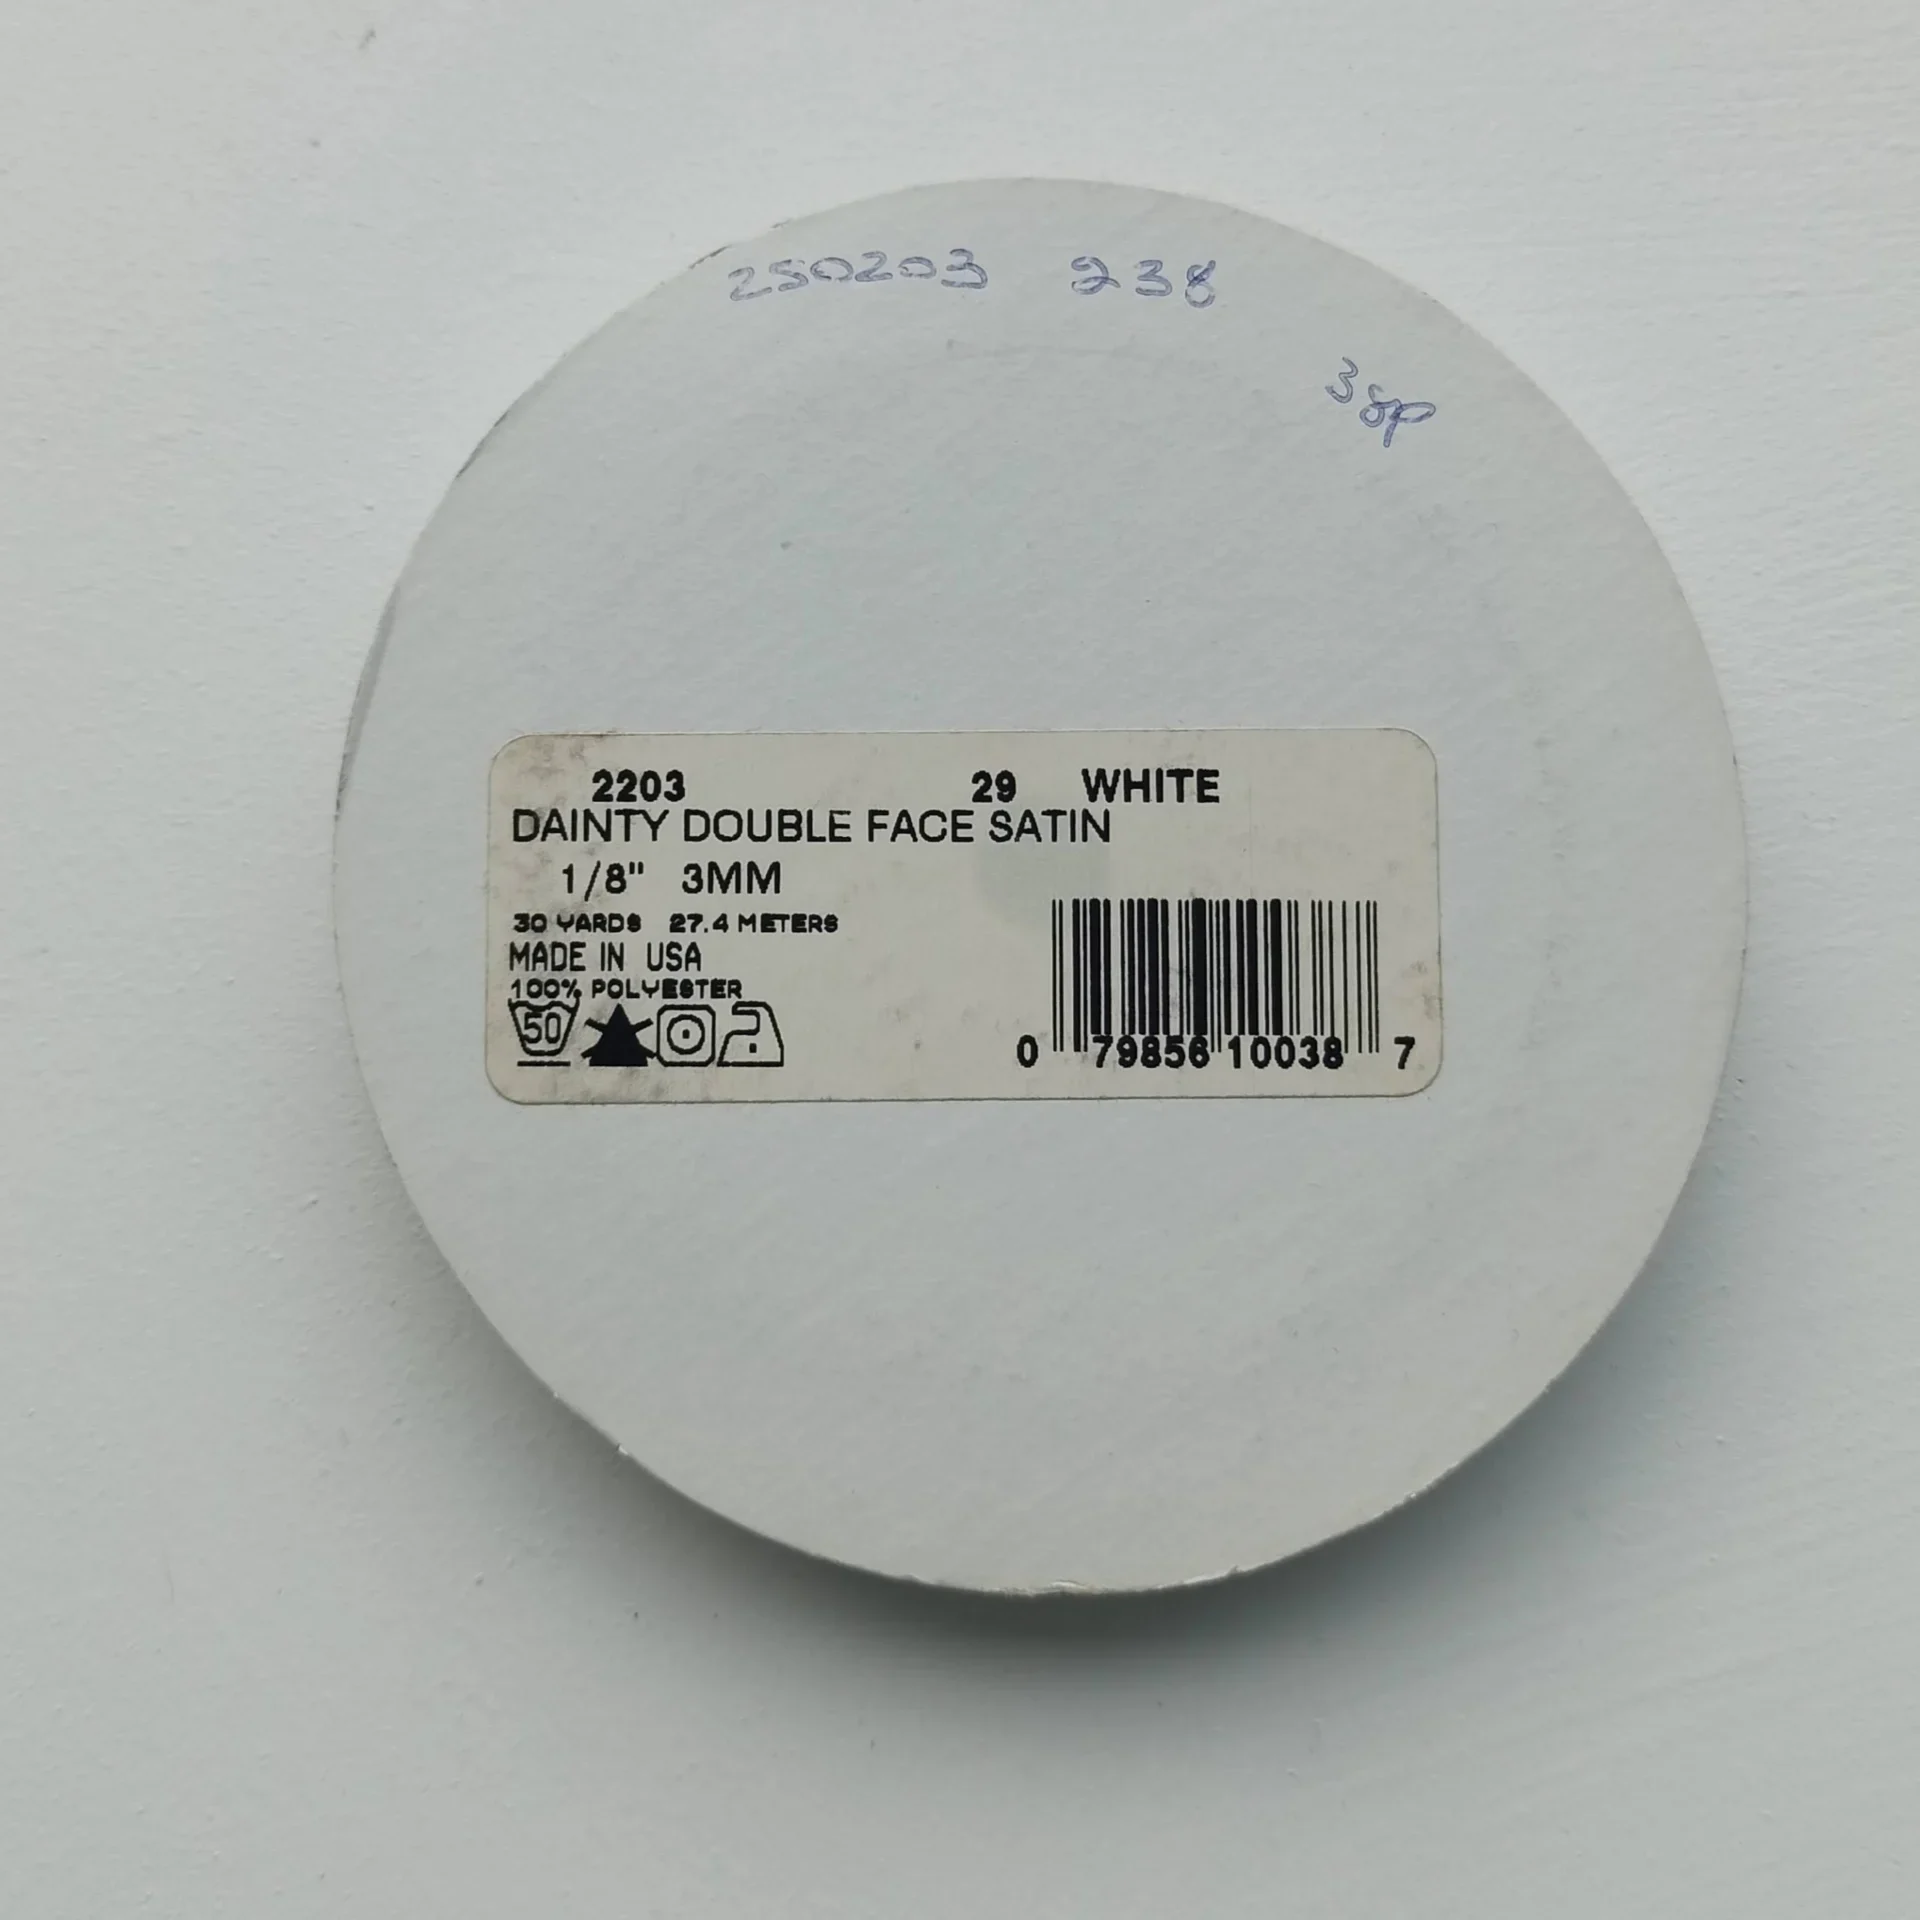 250203 238
38p
2203 29 WHITE
DAINTY DOUBLE FACE SATIN
1/8" 3MM
30 YARDS 27.4 METERS
MADE IN USA
100% POLYESTER
50
0 79856 10038 7